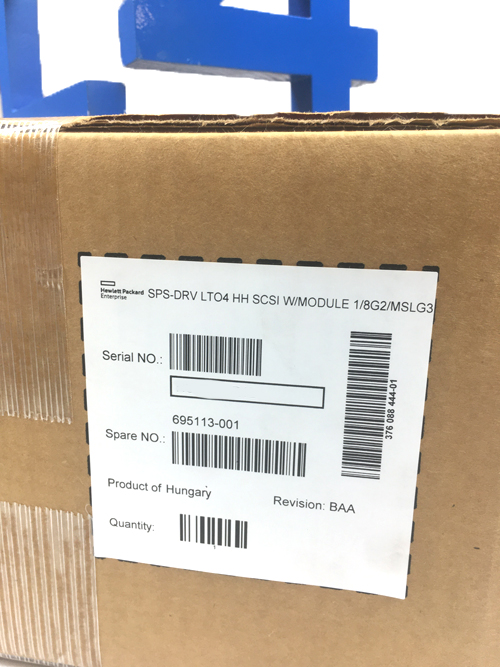 Hewlett Packard
Enterprise
SPS-DRV LTO4 HH SCSI W/MODULE 1/8G2/MSLG3
Serial NO.:
695113-001
Spare NO.:
376 088 444-01
Product of Hungary
Revision: BAA
Quantity:
1